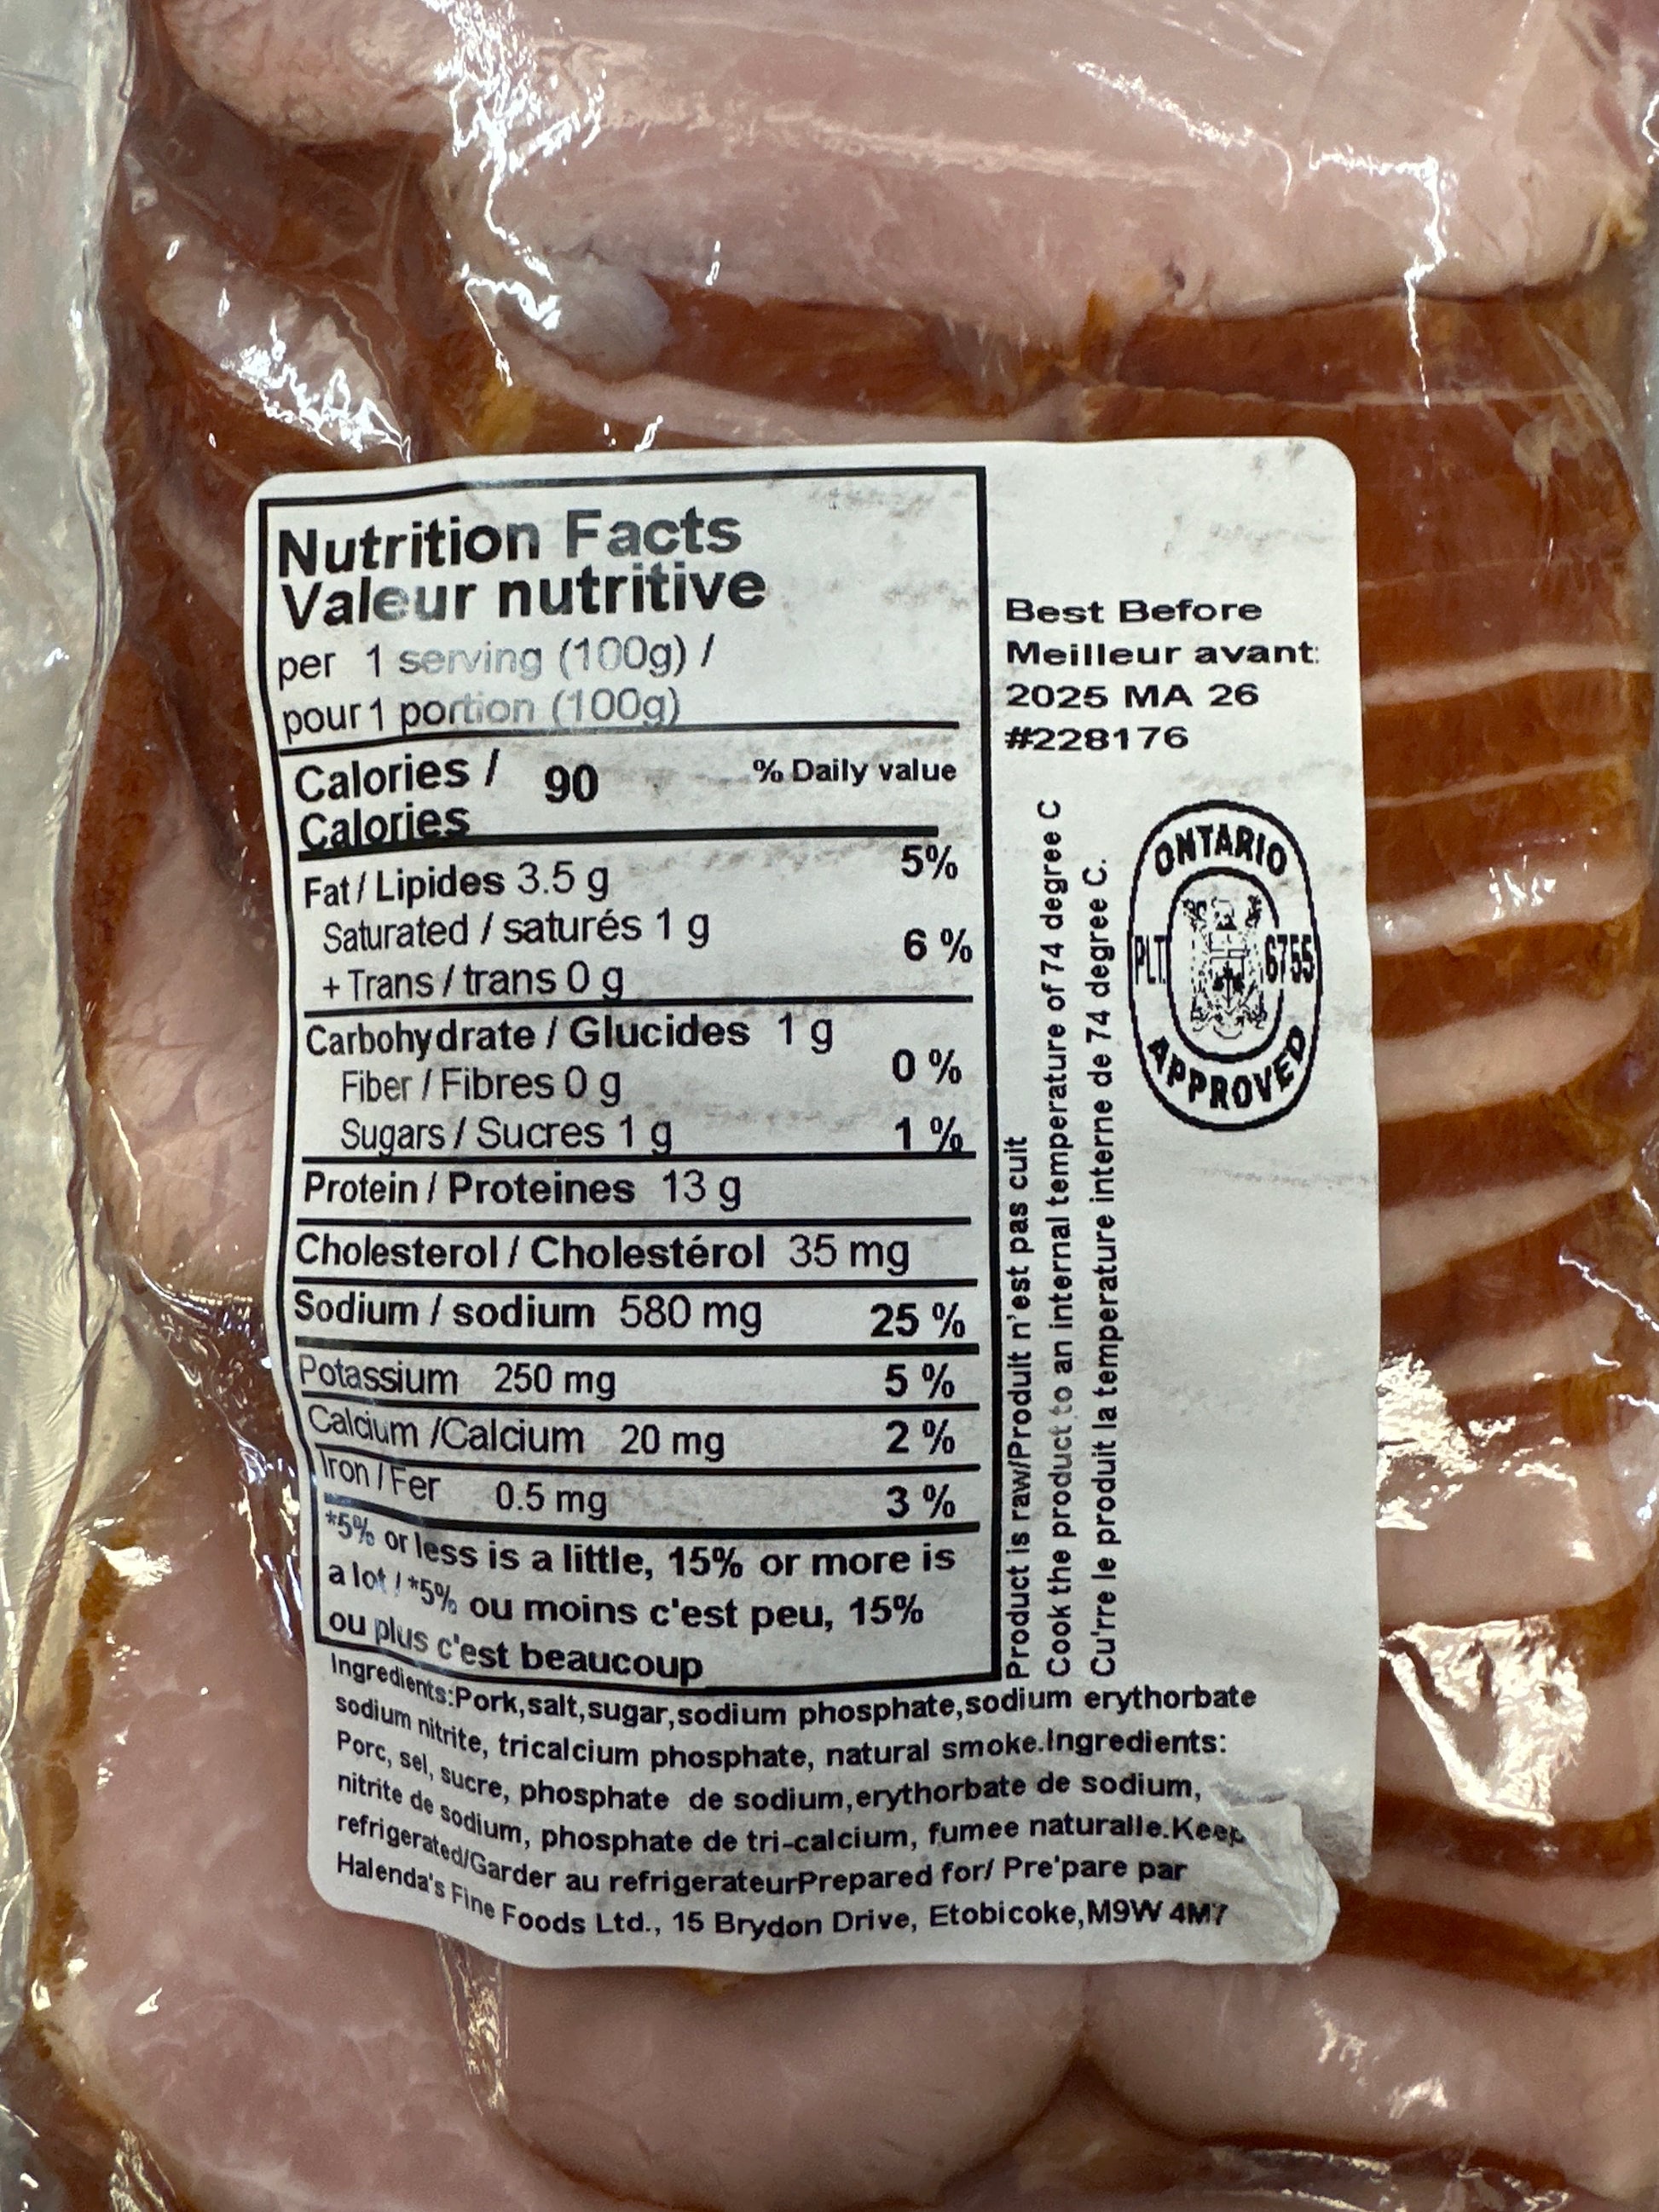 Nutrition Facts
Valeur nutritive
per 1 serving (100g) /
pour 1 portion (100g)
Calories / 90 % Daily value
Calories
Fat / Lipides 3.5 g 5%
Saturated / saturés 1 g 6 %
+ Trans / trans 0 g
Carbohydrate / Glucides 1 g
Fiber / Fibres 0 g 0 %
Sugars / Sucres 1 g 1 %
Protein / Proteines 13 g
Cholesterol / Cholestérol 35 mg
Sodium / sodium 580 mg 25 %
Potassium 250 mg 5 %
Calcium /Calcium 20 mg 2 %
Iron / Fer 0.5 mg 3 %
*5% or less is a little, 15% or more is
a lot / *5% ou moins c'est peu, 15%
ou plus c'est beaucoup
Ingredients:Pork,salt,sugar,sodium phosphate,sodium erythorbate
sodium nitrite, tricalcium phosphate, natural smoke.Ingredients:
Porc, sel, sucre, phosphate de sodium,erythorbate de sodium,
nitrite de sodium, phosphate de tri-calcium, fumee naturalle.Keep
refrigerated/Garder au refrigerateurPrepared for/ Pre'pare par
Halenda's Fine Foods Ltd., 15 Brydon Drive, Etobicoke,M9W 4M7
Best Before
Meilleur avant:
2025 MA 26
#228176
ONTARIO
PLT 6755
APPROVED
Product is raw/Produit n'est pas cuit
Cook the product to an internal temperature of 74 degree C
Cu'rre le produit la temperature interne de 74 degree C.